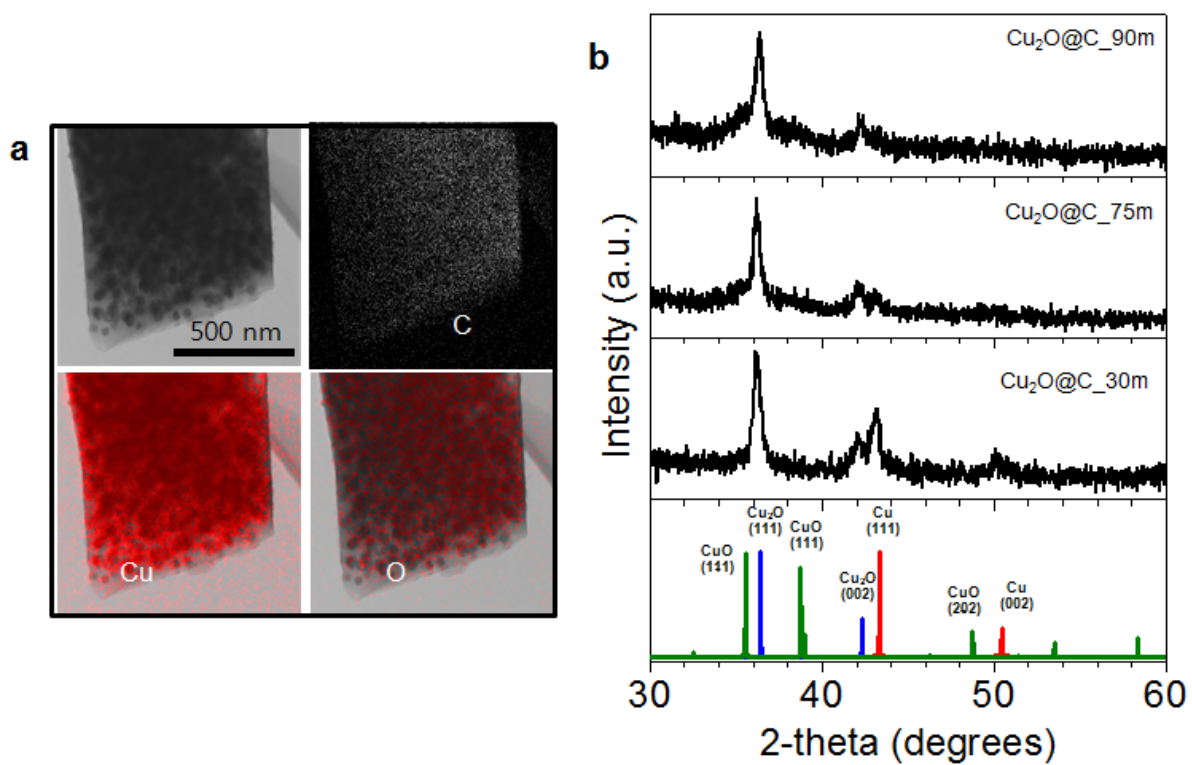 a
500 nm
C
Cu
O
b
Cu₂O@C_90m
Cu₂O@C_75m
Cu₂O@C_30m
Intensity (a.u.)
CuO
(111)
Cu₂O
(111)
CuO
(111)
Cu₂O
(002)
Cu
(111)
CuO
(202)
Cu
(002)
30
40
50
60
2-theta (degrees)